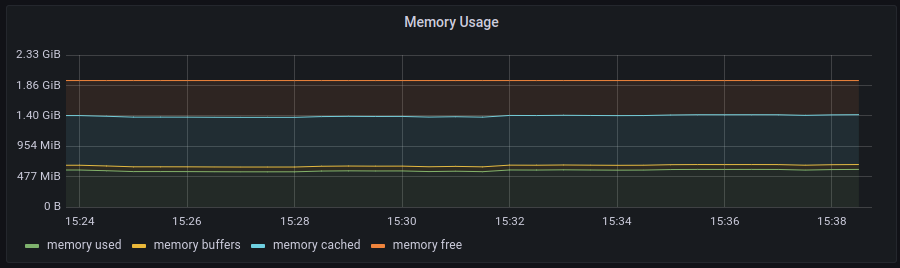 Memory Usage
2.33 GiB
1.86 GiB
1.40 GiB
954 MiB
477 MiB
0 B
15:24 15:26 15:28 15:30 15:32 15:34 15:36 15:38
memory used memory buffers memory cached memory free